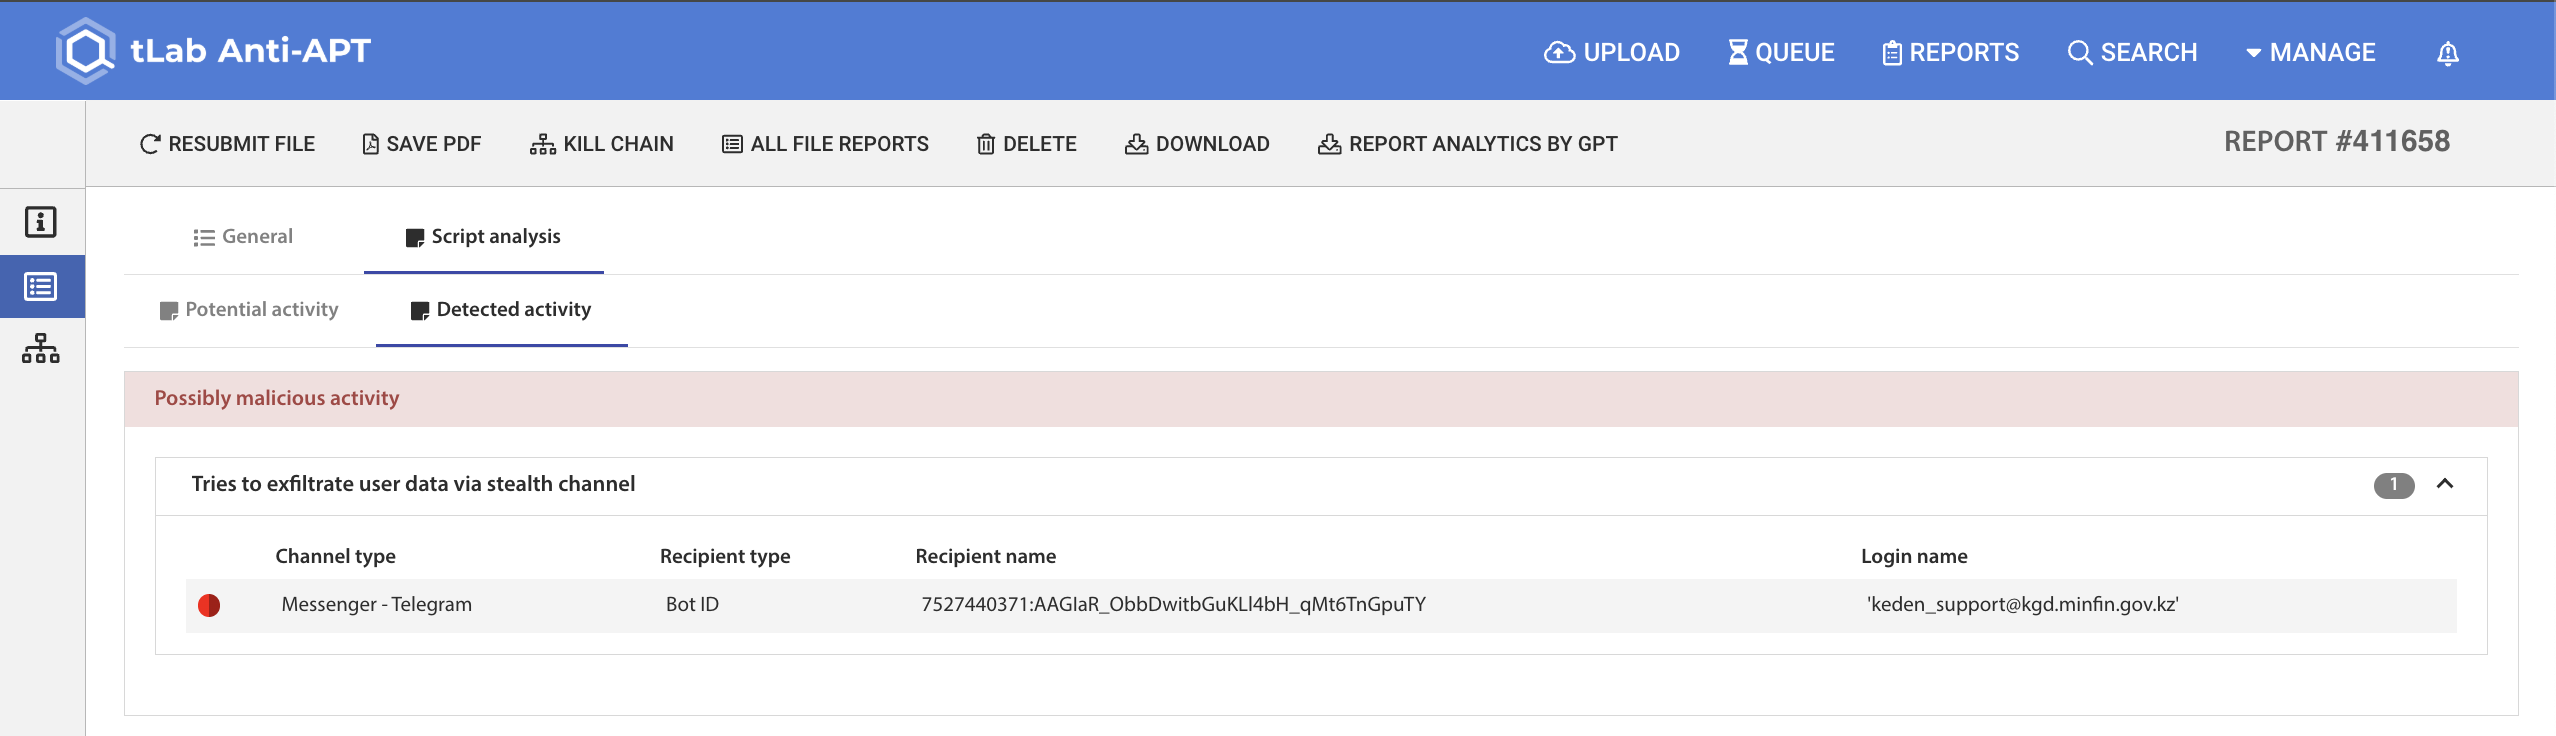 tLab Anti-APT
UPLOAD QUEUE REPORTS SEARCH MANAGE
RESUBMIT FILE SAVE PDF KILL CHAIN ALL FILE REPORTS DELETE DOWNLOAD REPORT ANALYTICS BY GPT REPORT #411658
General Script analysis
Potential activity Detected activity
Possibly malicious activity
Tries to exfiltrate user data via stealth channel 1
Channel type Recipient type Recipient name Login name
Messenger - Telegram Bot ID 7527440371:AAGIaR_ObbDwitbGuKLl4bH_qMt6TnGpuTY 'keden_support@kgd.minfin.gov.kz'